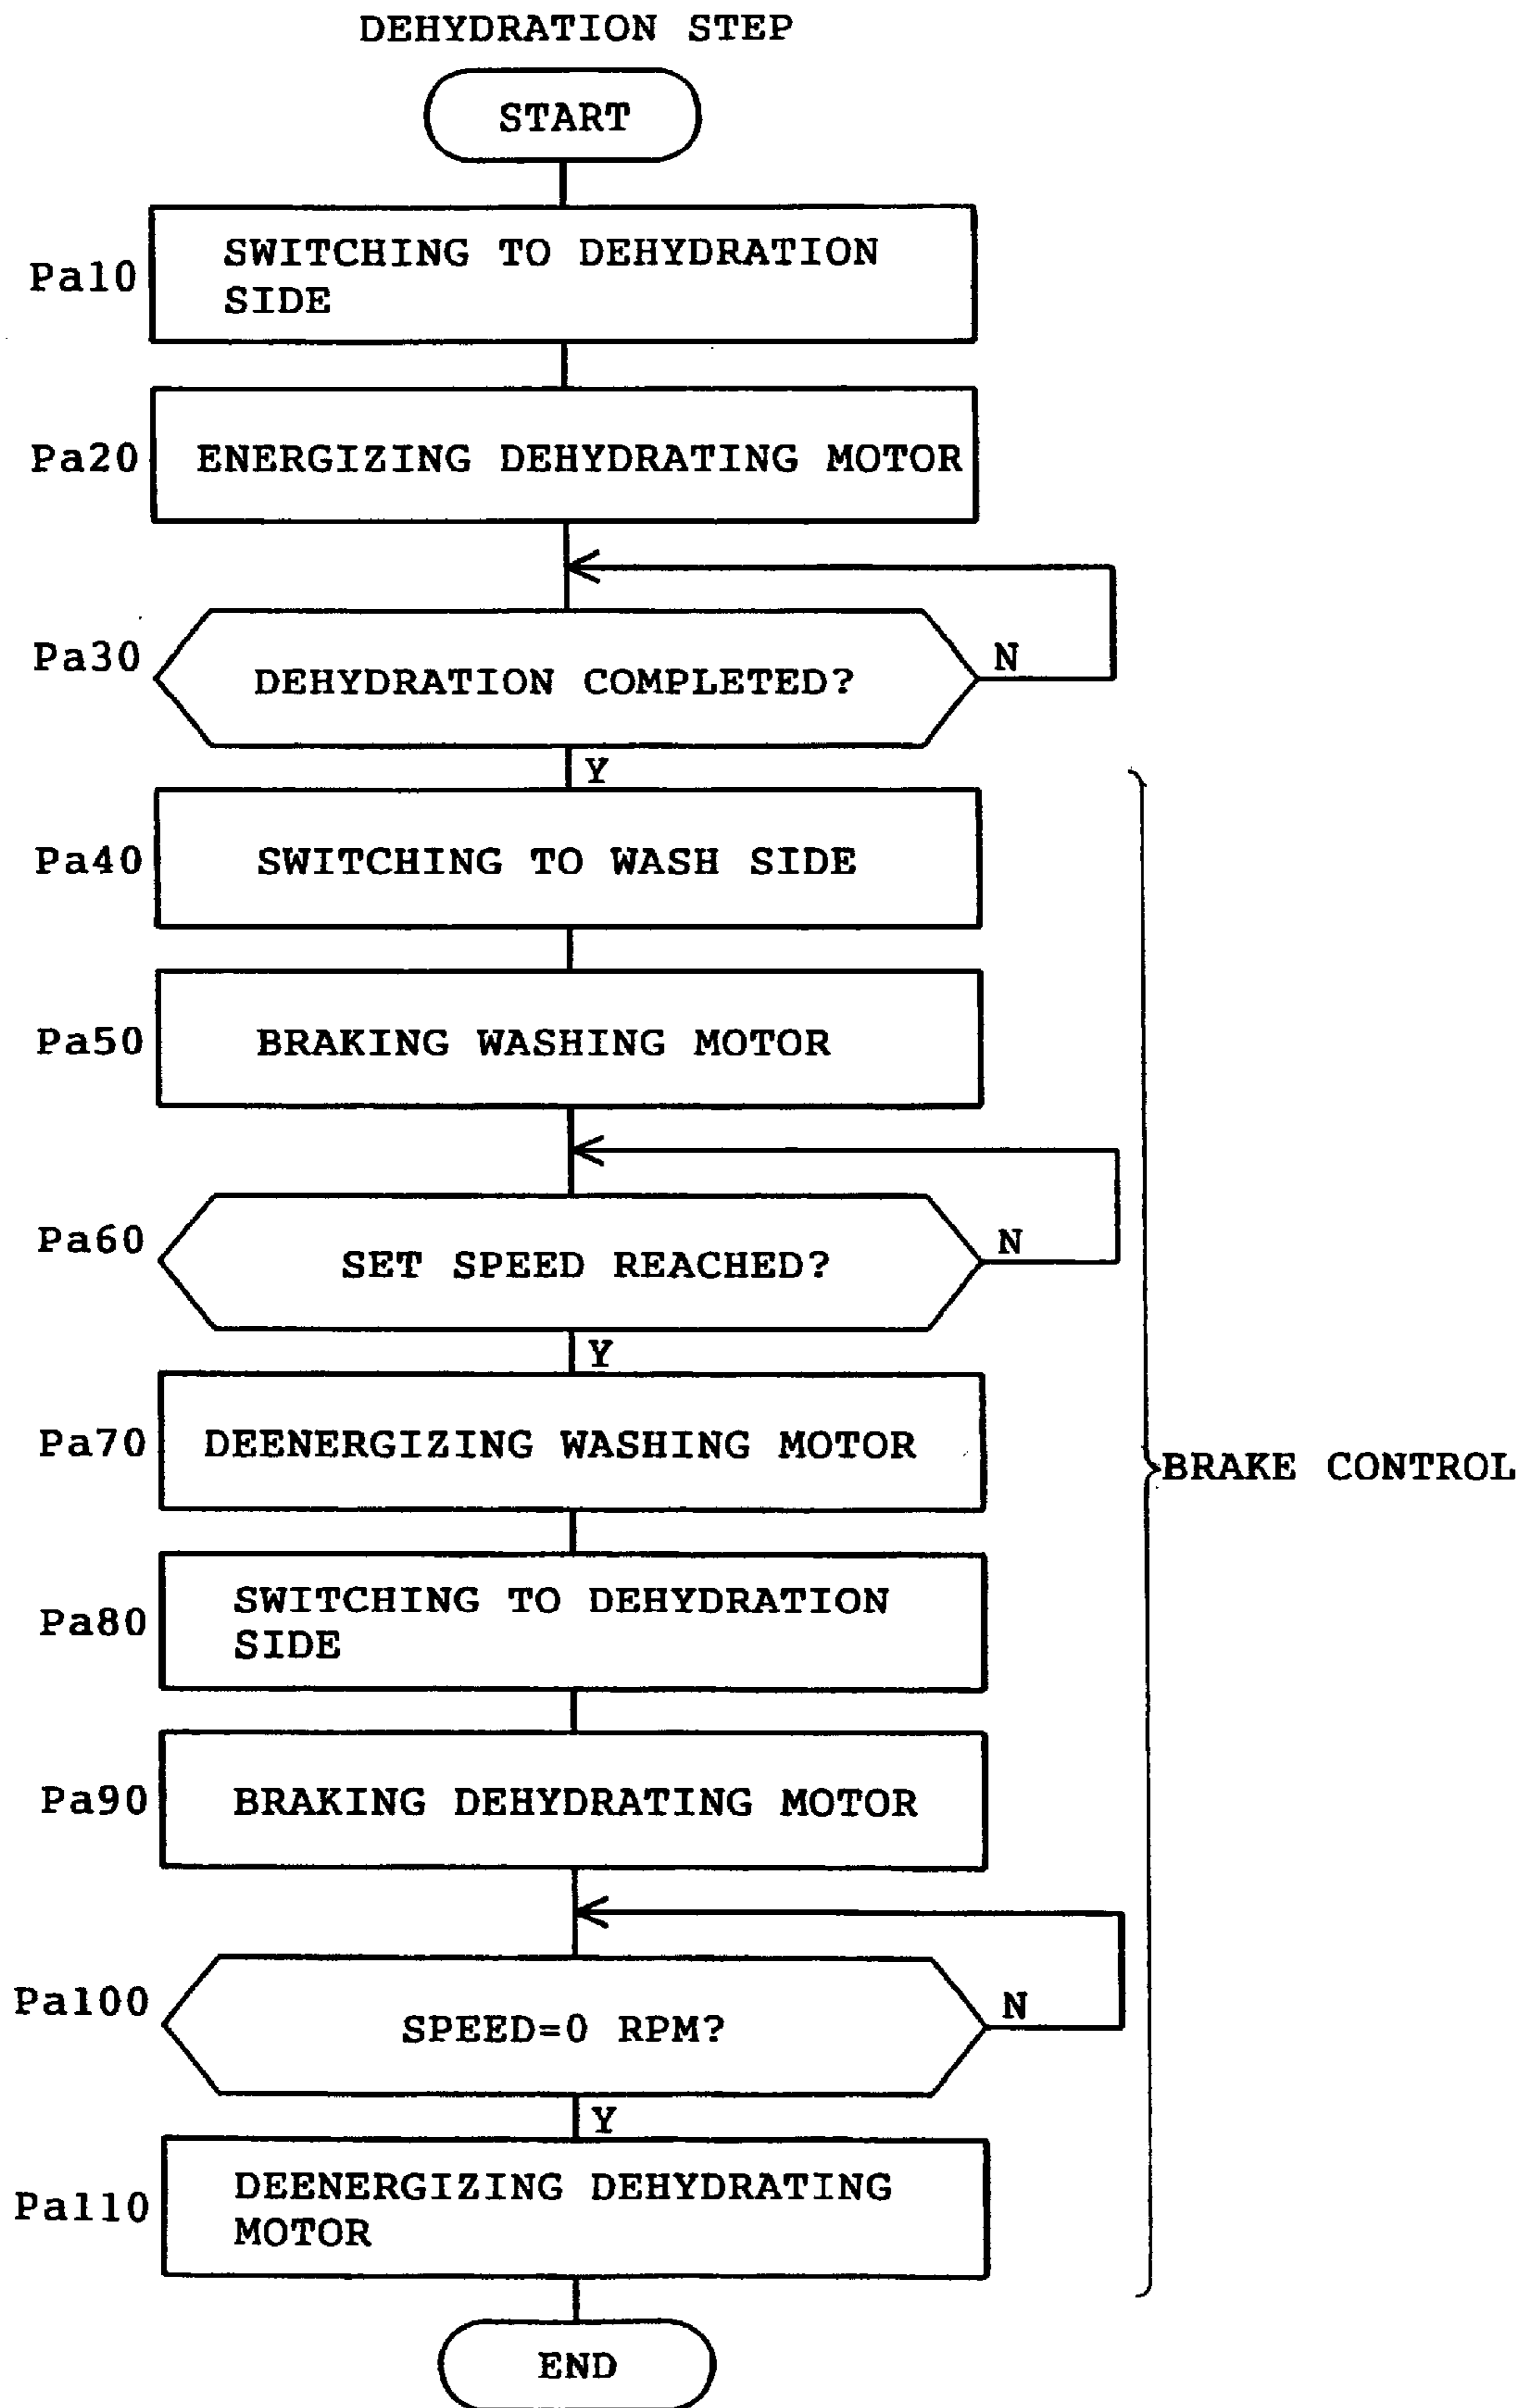 DEHYDRATION STEP
START
Pa10
SWITCHING TO DEHYDRATION
SIDE
Pa20
ENERGIZING DEHYDRATING MOTOR
Pa30
DEHYDRATION COMPLETED?
N
Y
Pa40
SWITCHING TO WASH SIDE
Pa50
BRAKING WASHING MOTOR
Pa60
SET SPEED REACHED?
N
Y
Pa70
DEENERGIZING WASHING MOTOR
BRAKE CONTROL
Pa80
SWITCHING TO DEHYDRATION
SIDE
Pa90
BRAKING DEHYDRATING MOTOR
Pa100
SPEED=0 RPM?
N
Y
Pa110
DEENERGIZING DEHYDRATING
MOTOR
END